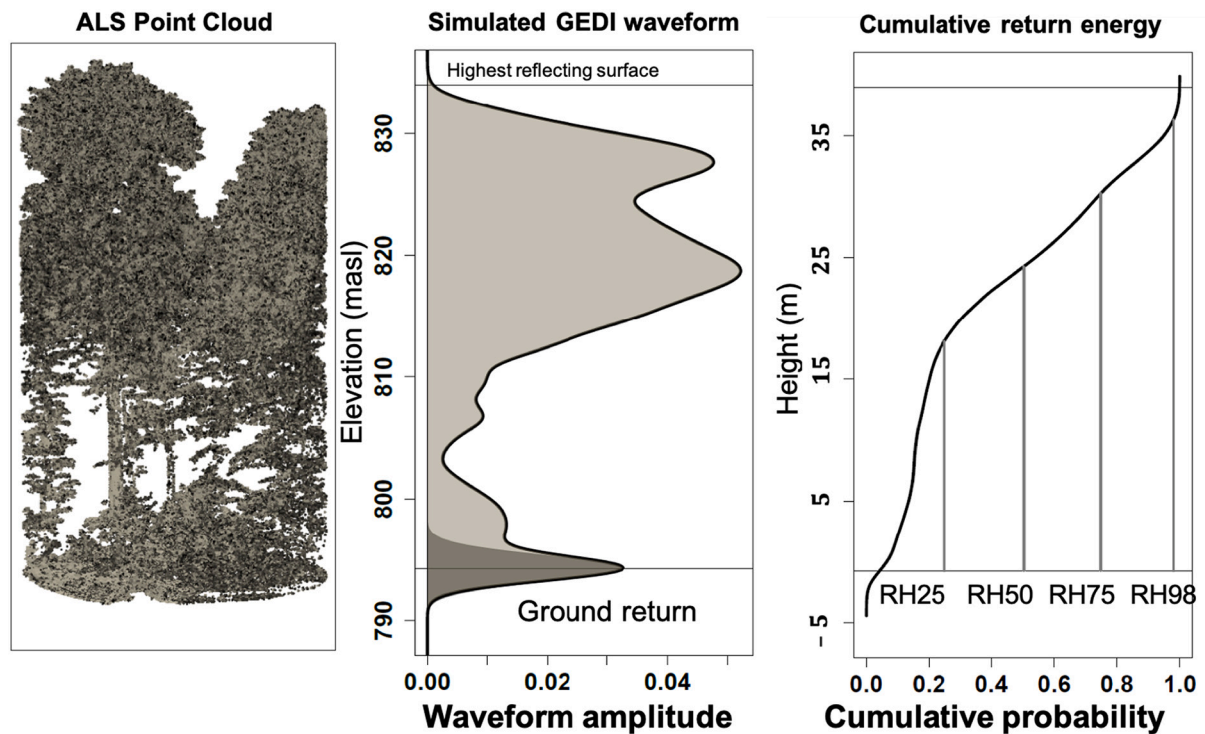 ALS Point Cloud
Simulated GEDI waveform
Highest reflecting surface
Elevation (masl)
830
820
810
800
790
Ground return
0.00
0.02
0.04
Waveform amplitude
Cumulative return energy
Height (m)
35
25
15
5
-5
RH25 RH50 RH75 RH98
0.0 0.2 0.4 0.6 0.8 1.0
Cumulative probability